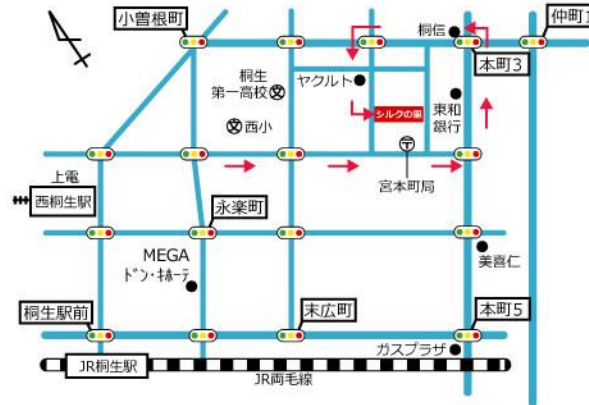 小曽根町
桐信
仲町1
本町3
桐生
第一高校
ヤクルト
シルクの風
東和
銀行
西小
上電
西桐生駅
宮本町局
永楽町
MEGA
ドン・キホーテ
美喜仁
桐生駅前
末広町
本町5
ガスプラザ
JR桐生駅
JR両毛線